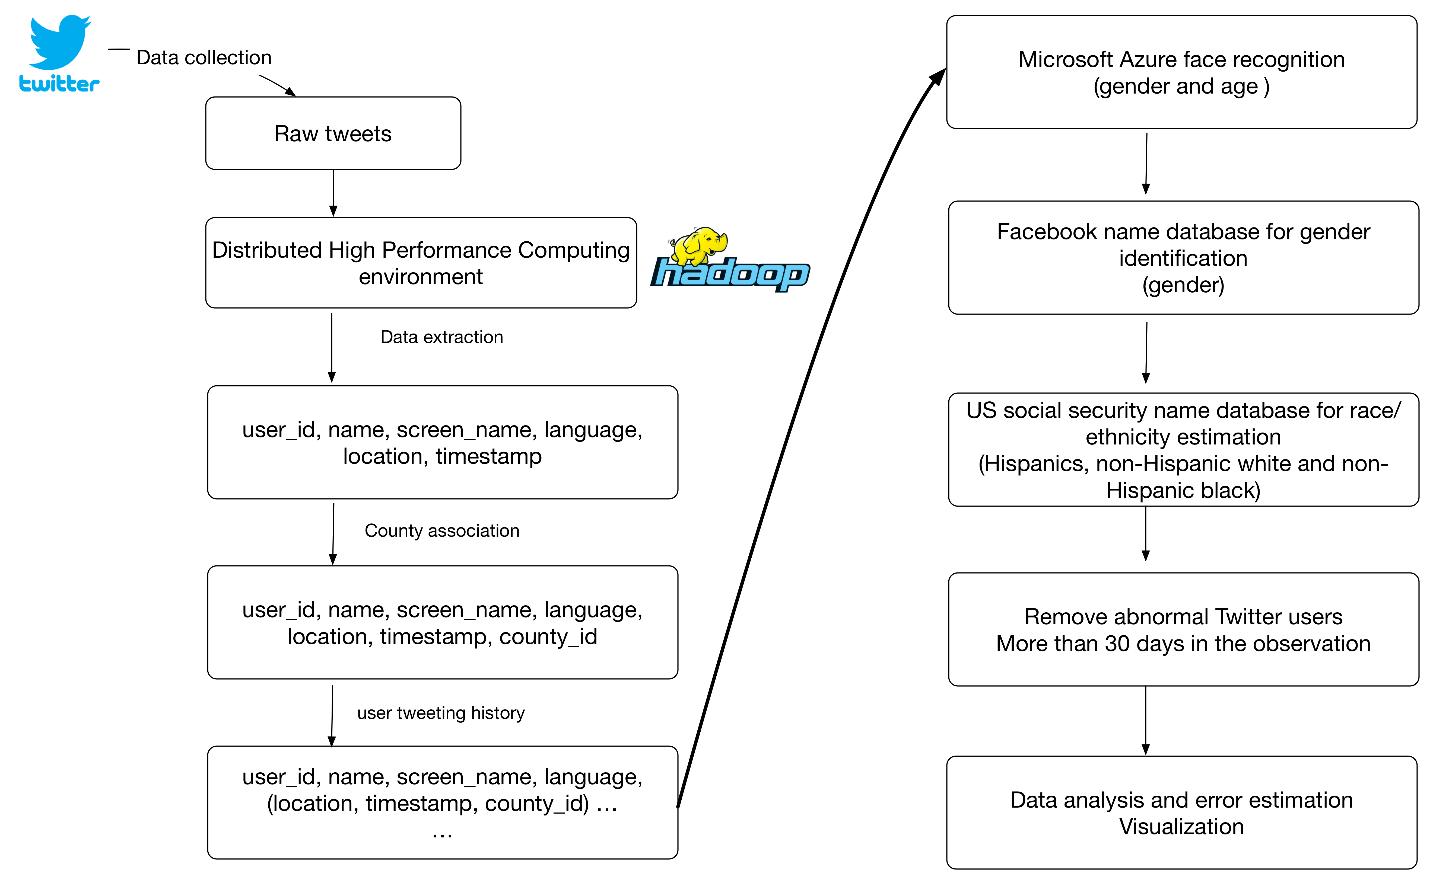 twitter
Data collection
Raw tweets
Distributed High Performance Computing
environment
hadoop
Data extraction
user_id, name, screen_name, language,
location, timestamp
County association
user_id, name, screen_name, language,
location, timestamp, county_id
user tweeting history
user_id, name, screen_name, language,
(location, timestamp, county_id) …
…
Microsoft Azure face recognition
(gender and age )
Facebook name database for gender
identification
(gender)
US social security name database for race/
ethnicity estimation
(Hispanics, non-Hispanic white and non-
Hispanic black)
Remove abnormal Twitter users
More than 30 days in the observation
Data analysis and error estimation
Visualization